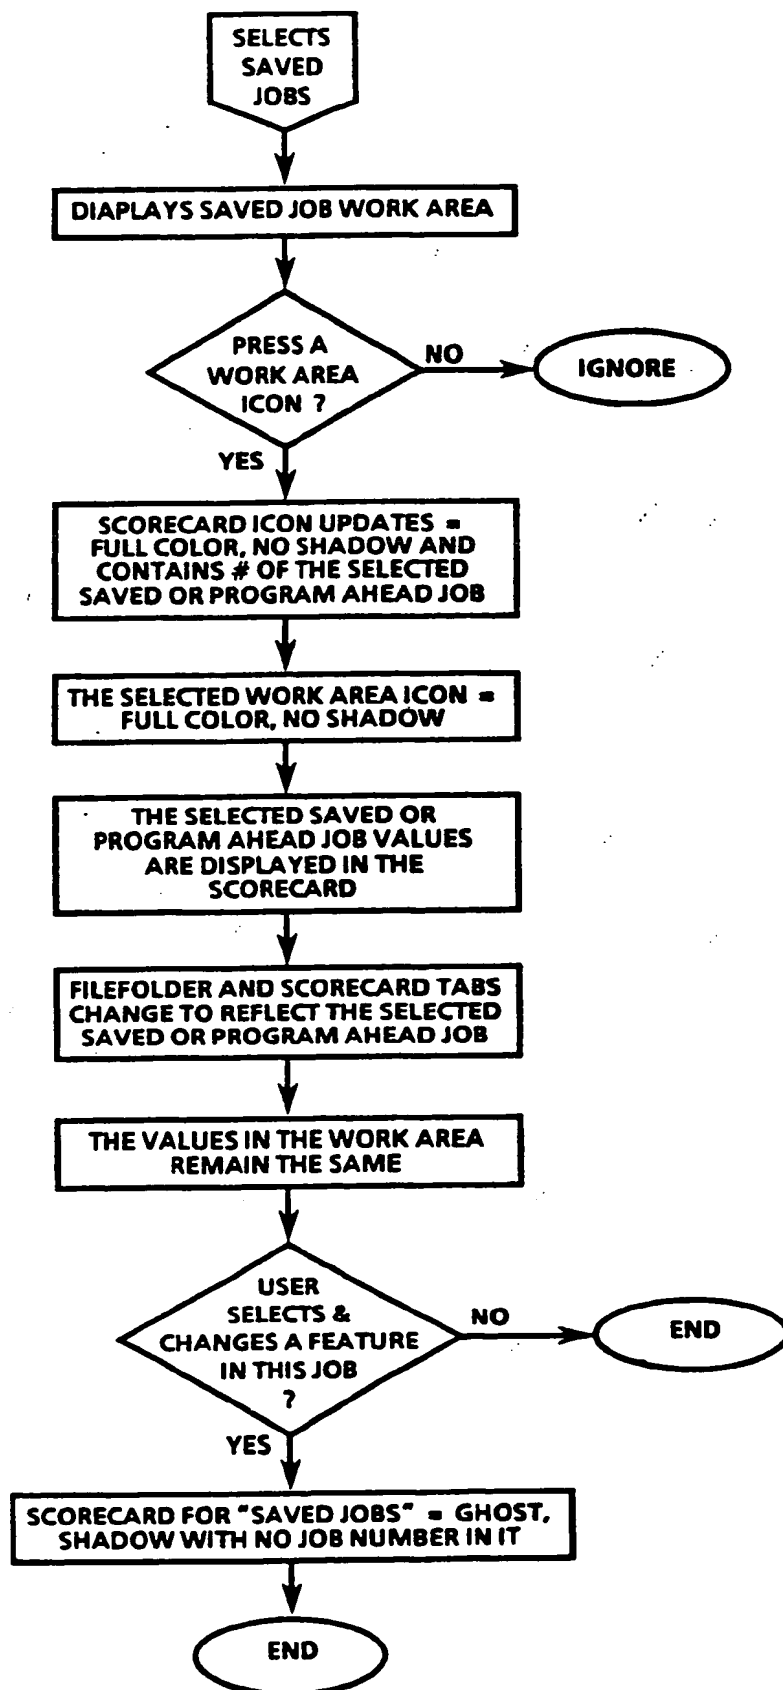 SELECTS
SAVED
JOBS
DIAPLAYS SAVED JOB WORK AREA
PRESS A
WORK AREA
ICON ?
NO
IGNORE
YES
SCORECARD ICON UPDATES =
FULL COLOR, NO SHADOW AND
CONTAINS # OF THE SELECTED
SAVED OR PROGRAM AHEAD JOB
THE SELECTED WORK AREA ICON =
FULL COLOR, NO SHADOW
THE SELECTED SAVED OR
PROGRAM AHEAD JOB VALUES
ARE DISPLAYED IN THE
SCORECARD
FILEFOLDER AND SCORECARD TABS
CHANGE TO REFLECT THE SELECTED
SAVED OR PROGRAM AHEAD JOB
THE VALUES IN THE WORK AREA
REMAIN THE SAME
USER
SELECTS &
CHANGES A FEATURE
IN THIS JOB
?
NO
END
YES
SCORECARD FOR "SAVED JOBS" = GHOST,
SHADOW WITH NO JOB NUMBER IN IT
END